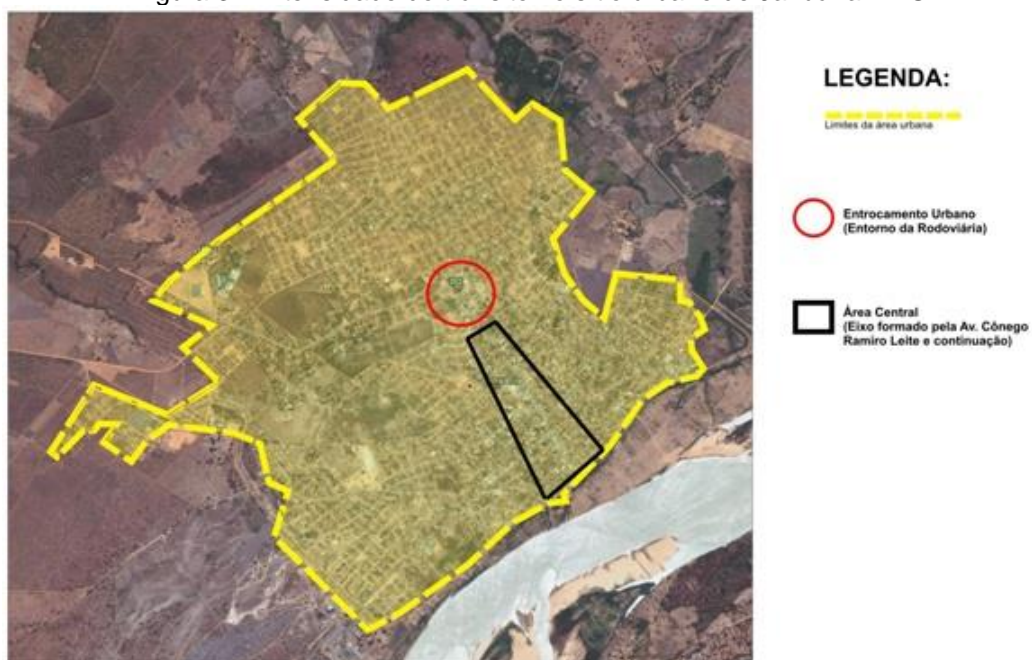 LEGENDA:
Limites da área urbana
Entrocamento Urbano
(Entorno da Rodoviária)
Área Central
(Eixo formado pela Av. Cônego
Ramiro Leite e continuação)